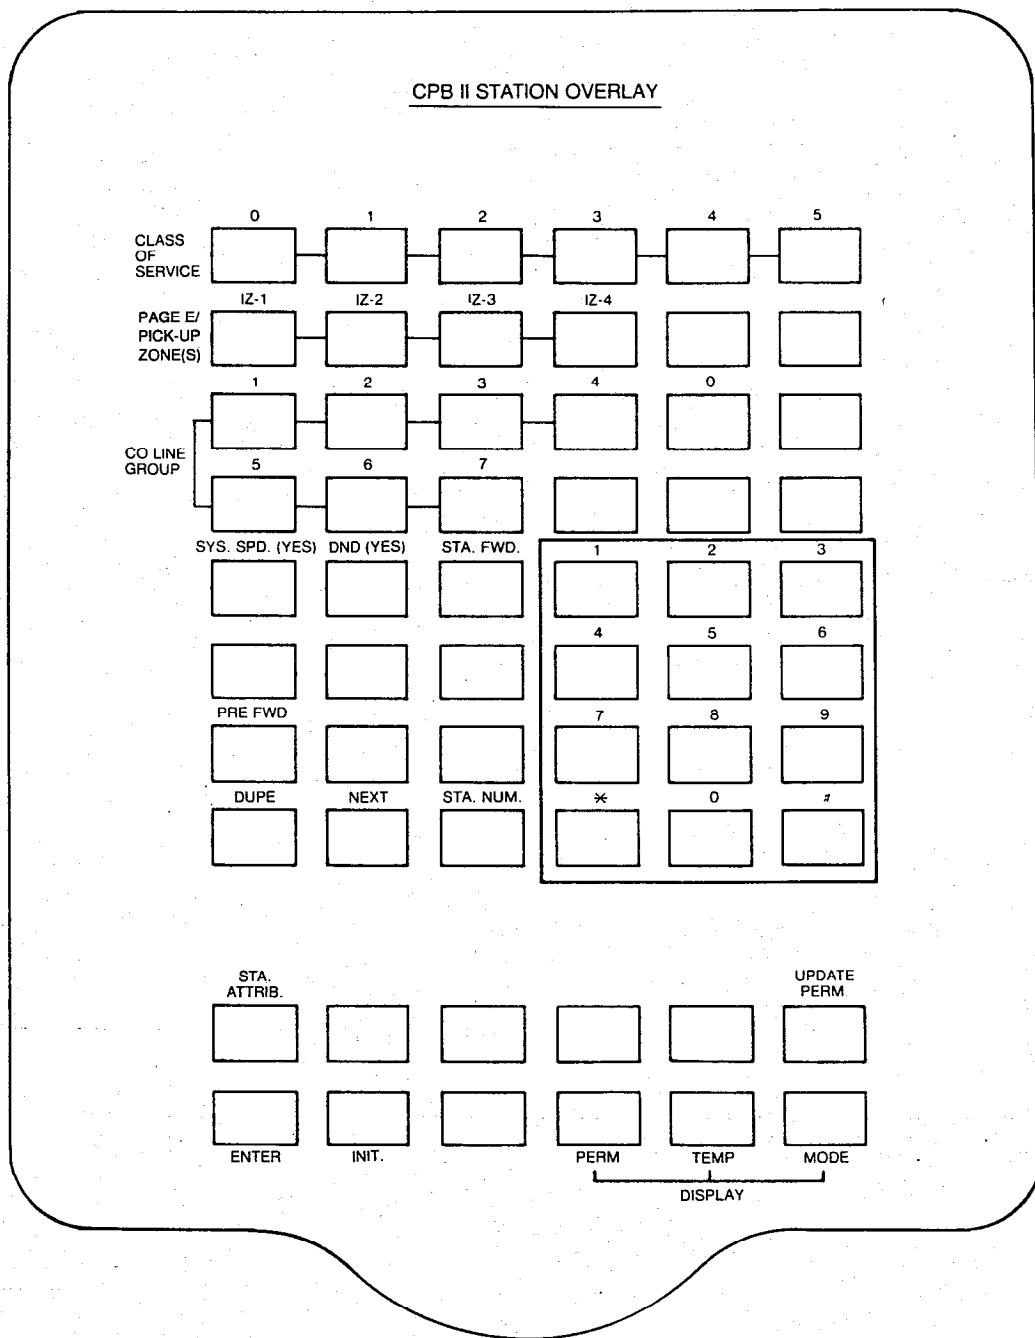 CPB II STATION OVERLAY
0 1 2 3 4 5
CLASS
OF
SERVICE
IZ-1 IZ-2 IZ-3 IZ-4
PAGE E/
PICK-UP
ZONE(S)
1 2 3 4 0
CO LINE
GROUP
5 6 7
SYS. SPD. (YES) DND (YES) STA. FWD. 1 2 3
4 5 6
PRE FWD 7 8 9
DUPE NEXT STA. NUM. * 0 #
STA.
ATTRIB.
UPDATE
PERM
ENTER INIT. PERM TEMP MODE
DISPLAY